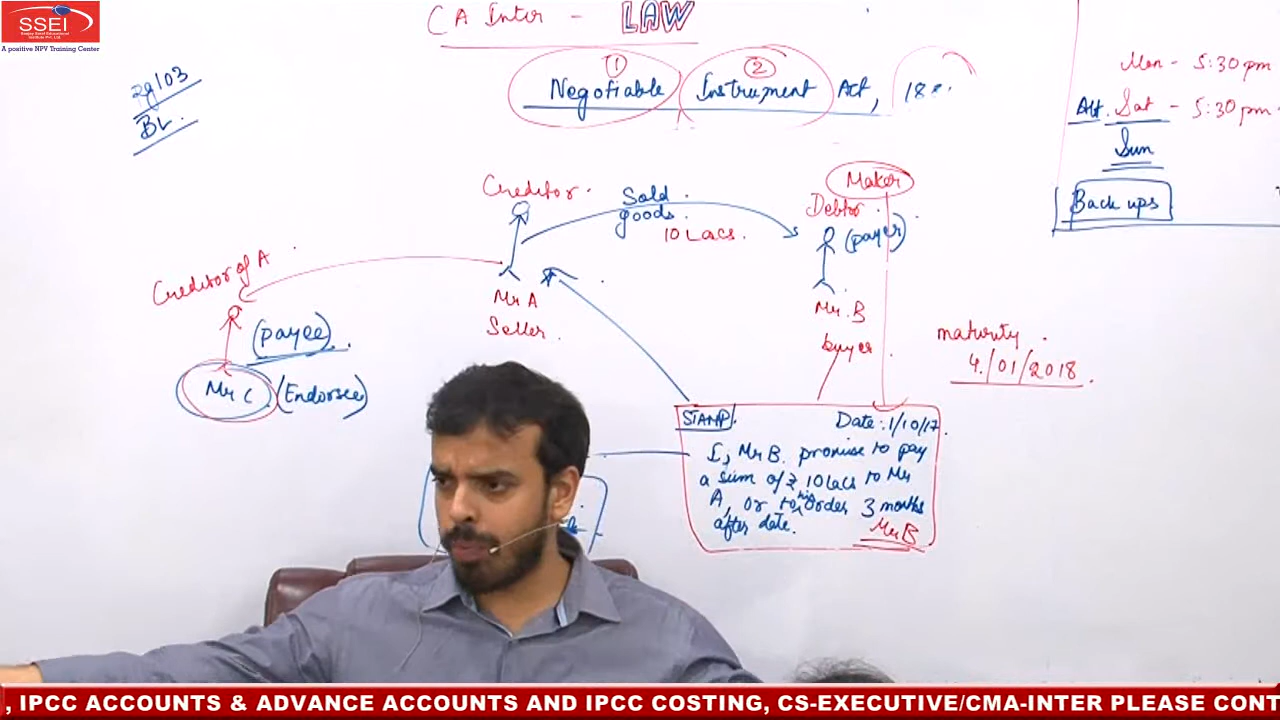 SSEI
A positive NPV Training Center
CA Inter - LAW
29/03
BL.
① ②
Negotiable Instrument Act, 188
Mon - 5:30 pm
Alt. Sat - 5:30 pm
Sun
Back ups
Creditor.
Sold goods.
10 Lacs.
Maker
Debtor
(payer)
Creditor of A
(payee)
Mr C (Endorsee)
Mr A
Seller.
Mr. B
buyer
maturity
4/01/2018
STAMP Date: 1/10/17
I, Mr B. promise to pay
a sum of ₹ 10 Lacs to Mr
A, or to his order 3 months
after date. Mr B
, IPCC ACCOUNTS & ADVANCE ACCOUNTS AND IPCC COSTING, CS-EXECUTIVE/CMA-INTER PLEASE CONT